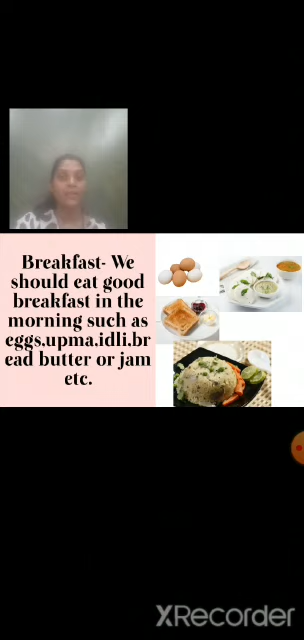 Breakfast- We
should eat good
breakfast in the
morning such as
eggs,upma,idli,br
ead butter or jam
etc.
XRecorder